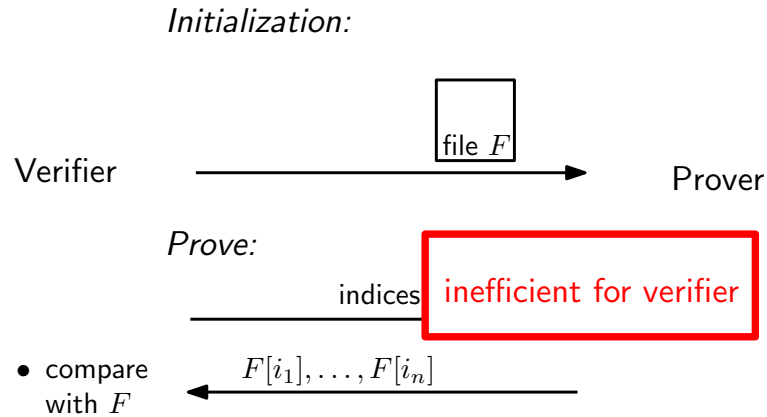 Initialization:
file F
Verifier
Prover
Prove:
indices
inefficient for verifier
• compare
with F
F[i₁], . . . , F[iₙ]